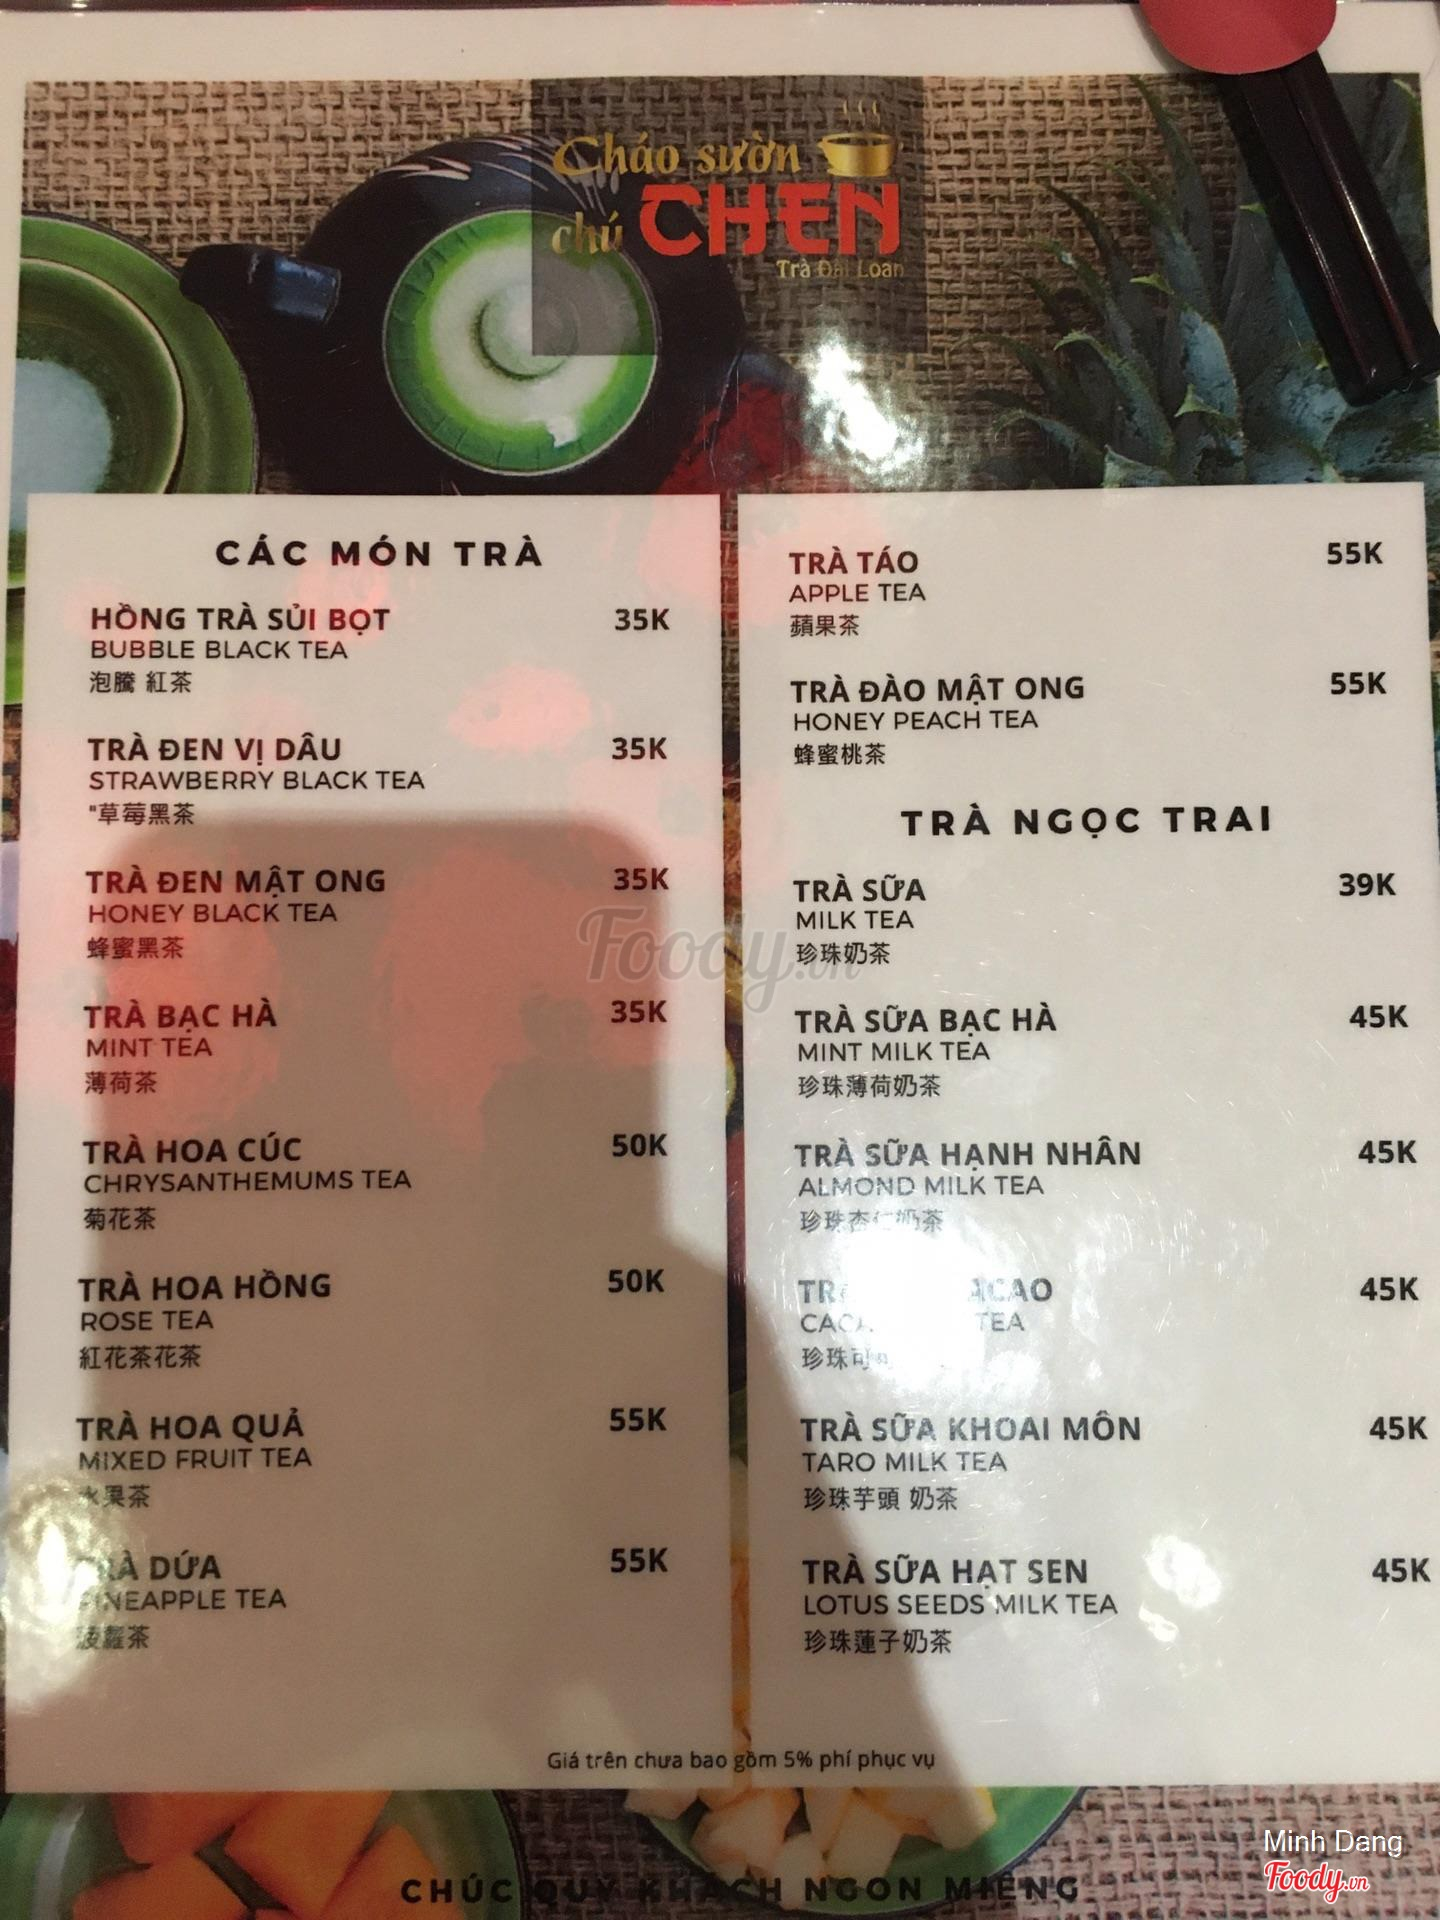 Cháo sườn
chú CHEN
Trà Đài Loan
CÁC MÓN TRÀ
HỒNG TRÀ SỦI BỌT 35K
BUBBLE BLACK TEA
泡騰 紅茶
TRÀ ĐEN VỊ DÂU 35K
STRAWBERRY BLACK TEA
"草莓黑茶
TRÀ ĐEN MẬT ONG 35K
HONEY BLACK TEA
蜂蜜黑茶
TRÀ BẠC HÀ 35K
MINT TEA
薄荷茶
TRÀ HOA CÚC 50K
CHRYSANTHEMUMS TEA
菊花茶
TRÀ HOA HỒNG 50K
ROSE TEA
紅花茶花茶
TRÀ HOA QUẢ 55K
MIXED FRUIT TEA
水果茶
TRÀ DỨA 55K
PINEAPPLE TEA
菠蘿茶
TRÀ TÁO 55K
APPLE TEA
蘋果茶
TRÀ ĐÀO MẬT ONG 55K
HONEY PEACH TEA
蜂蜜桃茶
TRÀ NGỌC TRAI
TRÀ SỮA 39K
MILK TEA
珍珠奶茶
TRÀ SỮA BẠC HÀ 45K
MINT MILK TEA
珍珠薄荷奶茶
TRÀ SỮA HẠNH NHÂN 45K
ALMOND MILK TEA
珍珠杏仁奶茶
45K
TEA
珍珠可
TRÀ SỮA KHOAI MÔN 45K
TARO MILK TEA
珍珠芋頭 奶茶
TRÀ SỮA HẠT SEN 45K
LOTUS SEEDS MILK TEA
珍珠蓮子奶茶
Giá trên chưa bao gồm 5% phí phục vụ
CHÚC QUÝ KHÁCH NGON MIỆNG
Foody.vn
Minh Dang
Foody.vn